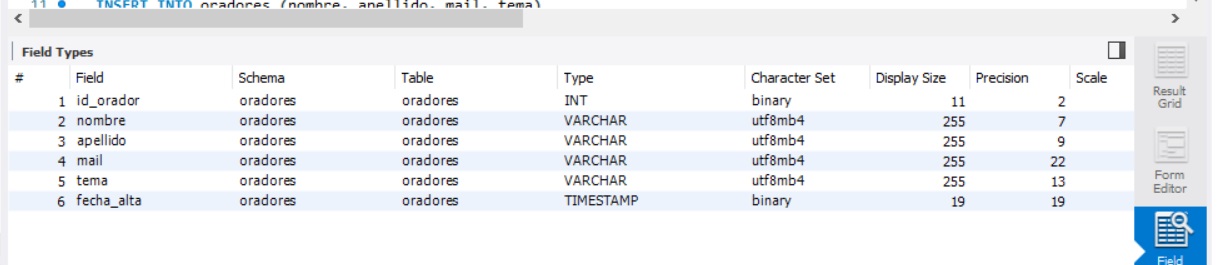 11 INSERT INTO oradores (nombre, apellido, mail, tema)
Field Types
# Field Schema Table Type Character Set Display Size Precision Scale
1 id_orador oradores oradores INT binary 11 2
2 nombre oradores oradores VARCHAR utf8mb4 255 7
3 apellido oradores oradores VARCHAR utf8mb4 255 9
4 mail oradores oradores VARCHAR utf8mb4 255 22
5 tema oradores oradores VARCHAR utf8mb4 255 13
6 fecha_alta oradores oradores TIMESTAMP binary 19 19
Result
Grid
Form
Editor
Field